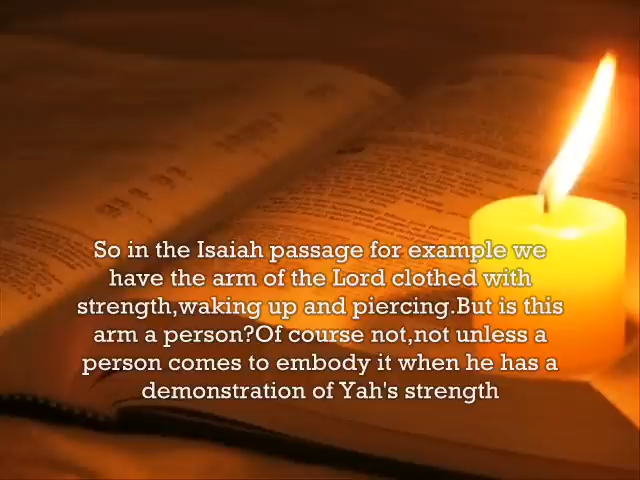 So in the Isaiah passage for example we
have the arm of the Lord clothed with
strength,waking up and piercing.But is this
arm a person?Of course not,not unless a
person comes to embody it when he has a
demonstration of Yah's strength